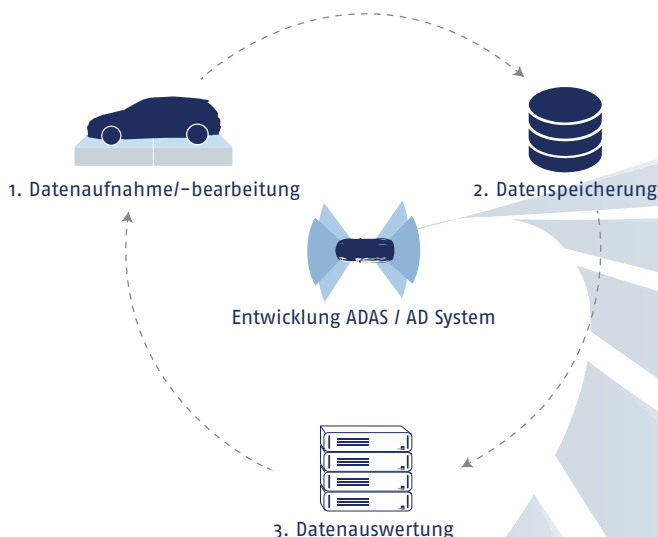 1. Datenaufnahme/-bearbeitung
2. Datenspeicherung
Entwicklung ADAS / AD System
3. Datenauswertung